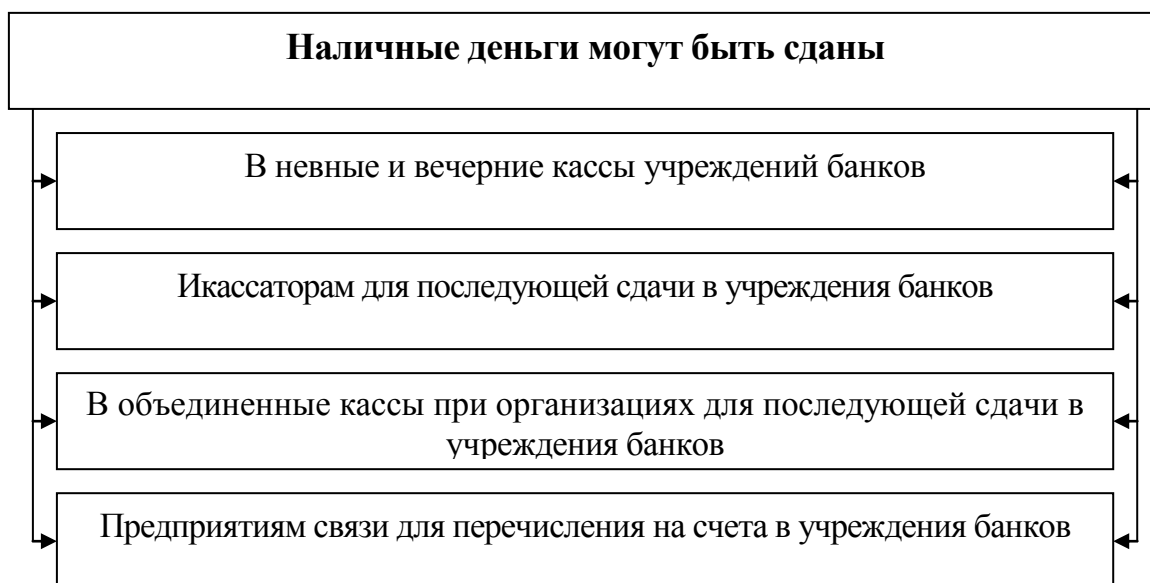 Наличные деньги могут быть сданы
В невные и вечерние кассы учреждений банков
Икассаторам для последующей сдачи в учреждения банков
В объединенные кассы при организациях для последующей сдачи в
учреждения банков
Предприятиям связи для перечисления на счета в учреждения банков